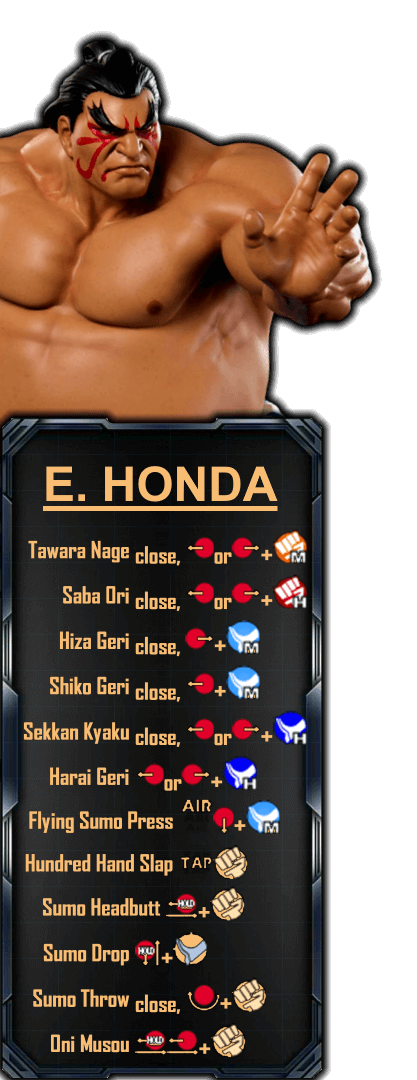 E. HONDA
Tawara Nage close, or + M
Saba Ori close, or + H
Hiza Geri close, + M
Shiko Geri close, + M
Sekkan Kyaku close, or + H
Harai Geri or + H
Flying Sumo Press AIR + M
Hundred Hand Slap TAP
Sumo Headbutt HOLD +
Sumo Drop HOLD +
Sumo Throw close, +
Oni Musou HOLD +